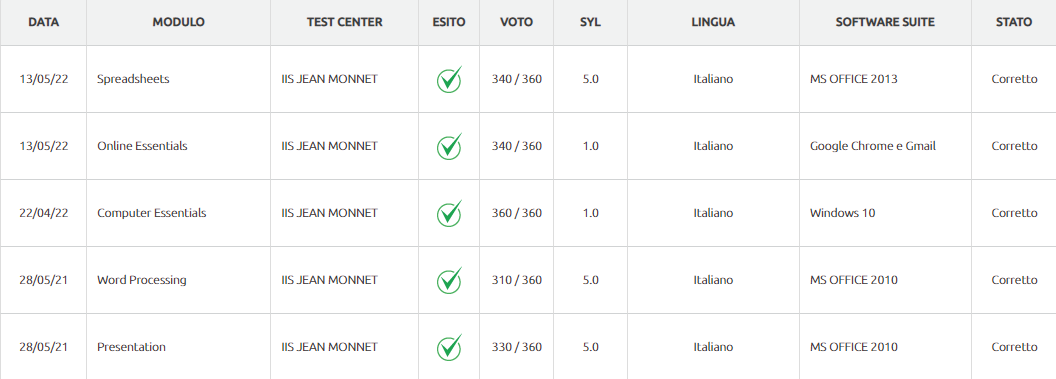 DATA MODULO TEST CENTER ESITO VOTO SYL LINGUA SOFTWARE SUITE STATO
13/05/22 Spreadsheets IIS JEAN MONNET 340 / 360 5.0 Italiano MS OFFICE 2013 Corretto
13/05/22 Online Essentials IIS JEAN MONNET 340 / 360 1.0 Italiano Google Chrome e Gmail Corretto
22/04/22 Computer Essentials IIS JEAN MONNET 360 / 360 1.0 Italiano Windows 10 Corretto
28/05/21 Word Processing IIS JEAN MONNET 310 / 360 5.0 Italiano MS OFFICE 2010 Corretto
28/05/21 Presentation IIS JEAN MONNET 330 / 360 5.0 Italiano MS OFFICE 2010 Corretto